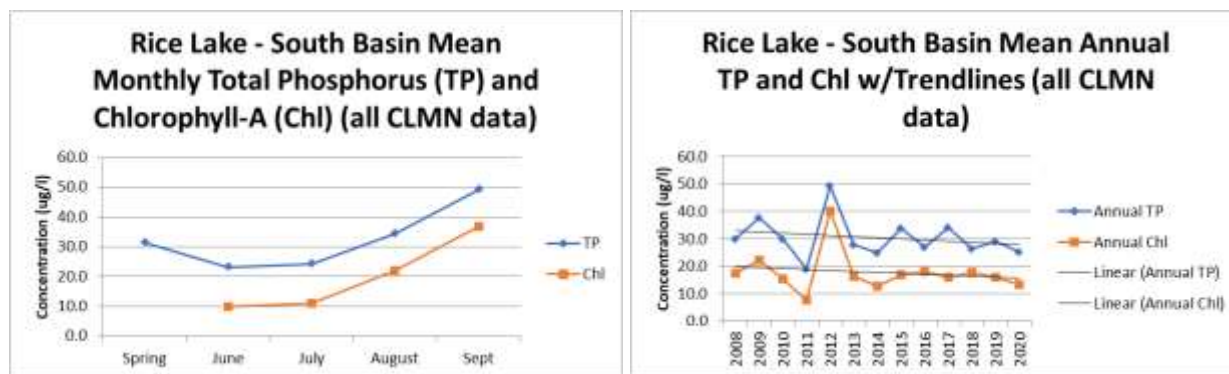 Rice Lake - South Basin Mean
Monthly Total Phosphorus (TP) and
Chlorophyll-A (Chl) (all CLMN data)
Concentration (ug/l)
60.0
50.0
40.0
30.0
20.0
10.0
0.0
Spring June July August Sept
TP
Chl
Rice Lake - South Basin Mean Annual
TP and Chl w/Trendlines (all CLMN
data)
Concentration (ug/l)
60.0
50.0
40.0
30.0
20.0
10.0
0.0
2008 2009 2010 2011 2012 2013 2014 2015 2016 2017 2018 2019 2020
Annual TP
Annual Chl
Linear (Annual TP)
Linear (Annual Chl)